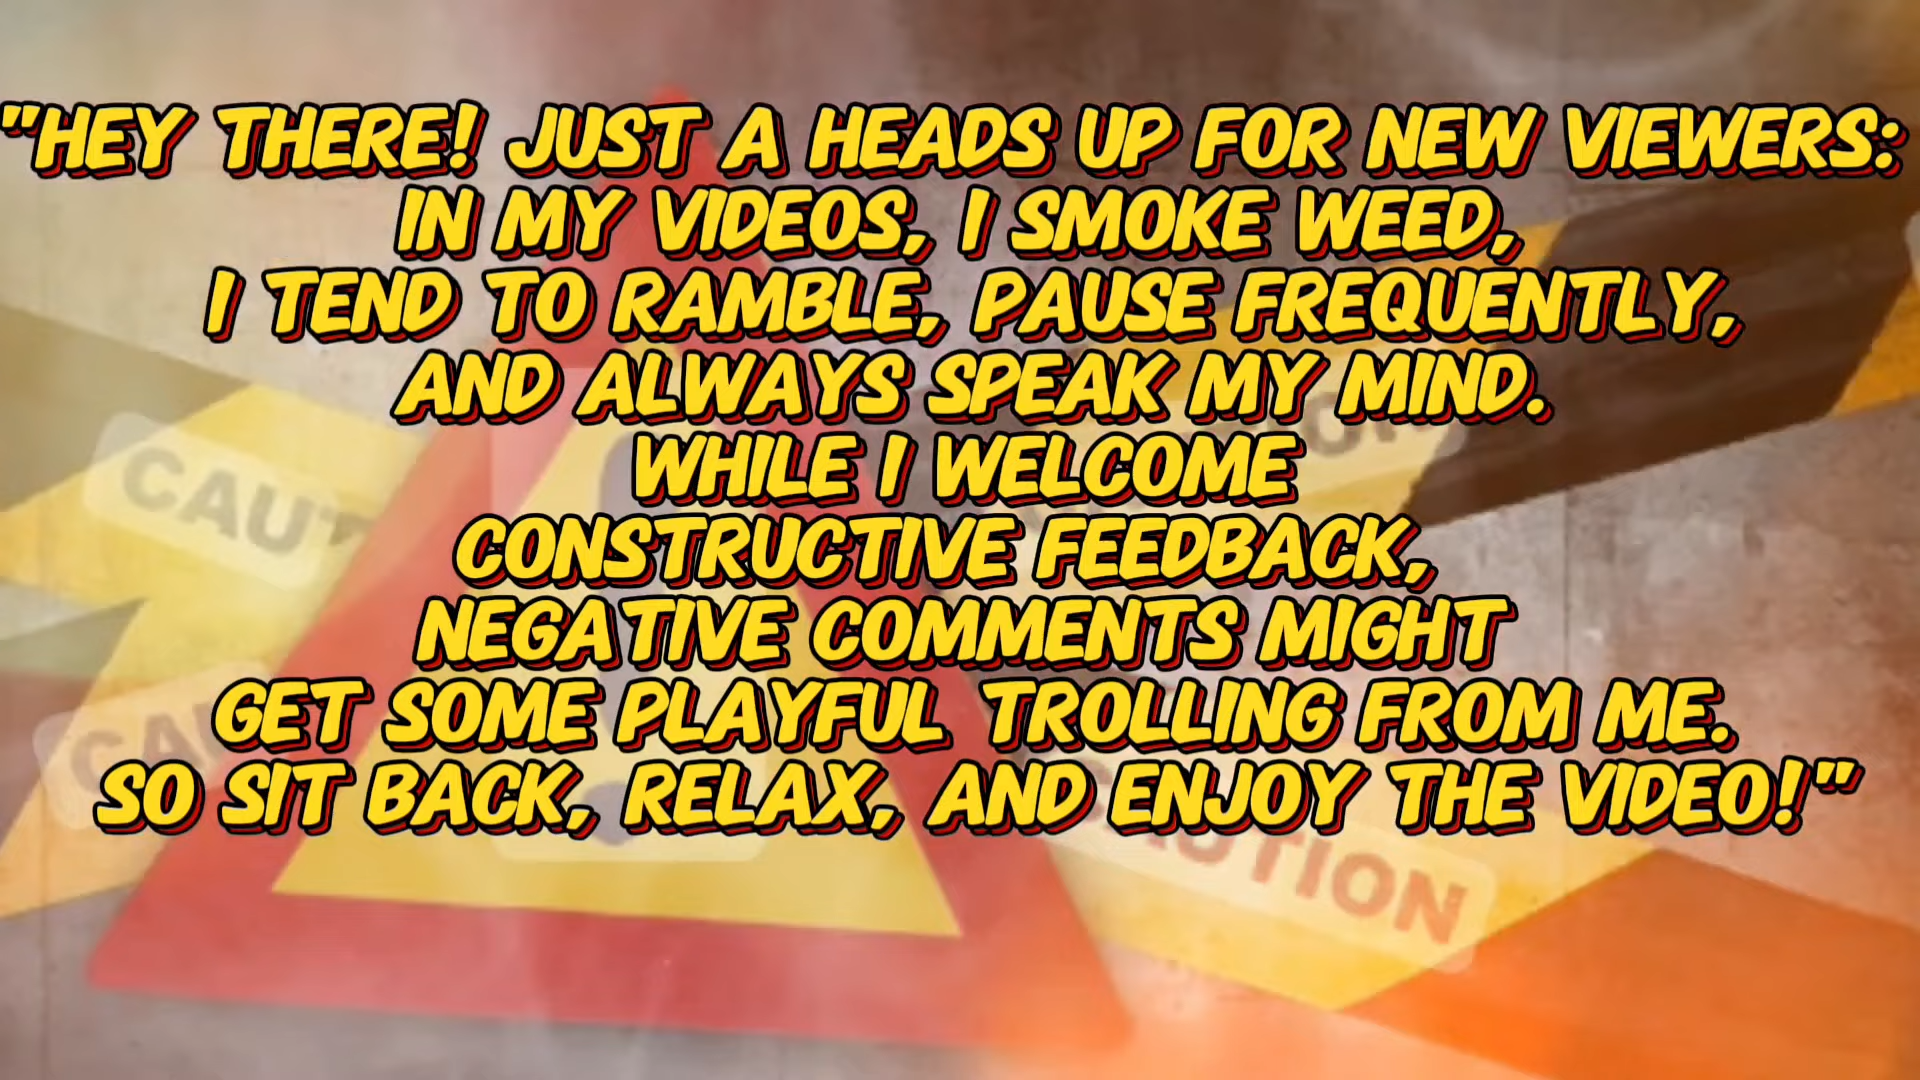 "HEY THERE! JUST A HEADS UP FOR NEW VIEWERS:
IN MY VIDEOS, I SMOKE WEED,
I TEND TO RAMBLE, PAUSE FREQUENTLY,
AND ALWAYS SPEAK MY MIND.
WHILE I WELCOME
CONSTRUCTIVE FEEDBACK,
NEGATIVE COMMENTS MIGHT
GET SOME PLAYFUL TROLLING FROM ME.
SO SIT BACK, RELAX, AND ENJOY THE VIDEO!"
CAUT
CAUTION